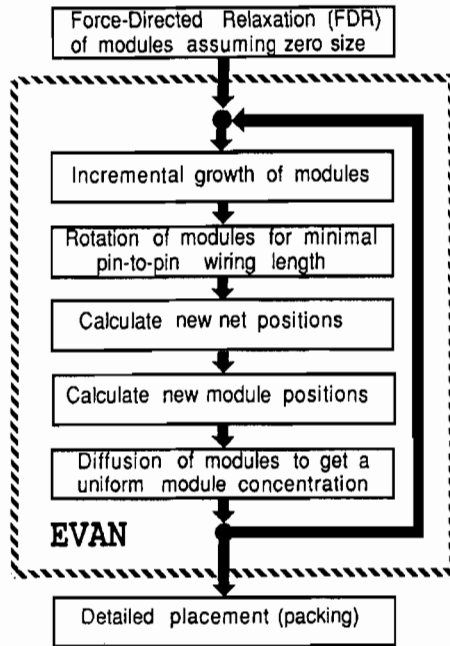 Force-Directed Relaxation (FDR)
of modules assuming zero size
Incremental growth of modules
Rotation of modules for minimal
pin-to-pin wiring length
Calculate new net positions
Calculate new module positions
Diffusion of modules to get a
uniform module concentration
EVAN
Detailed placement (packing)